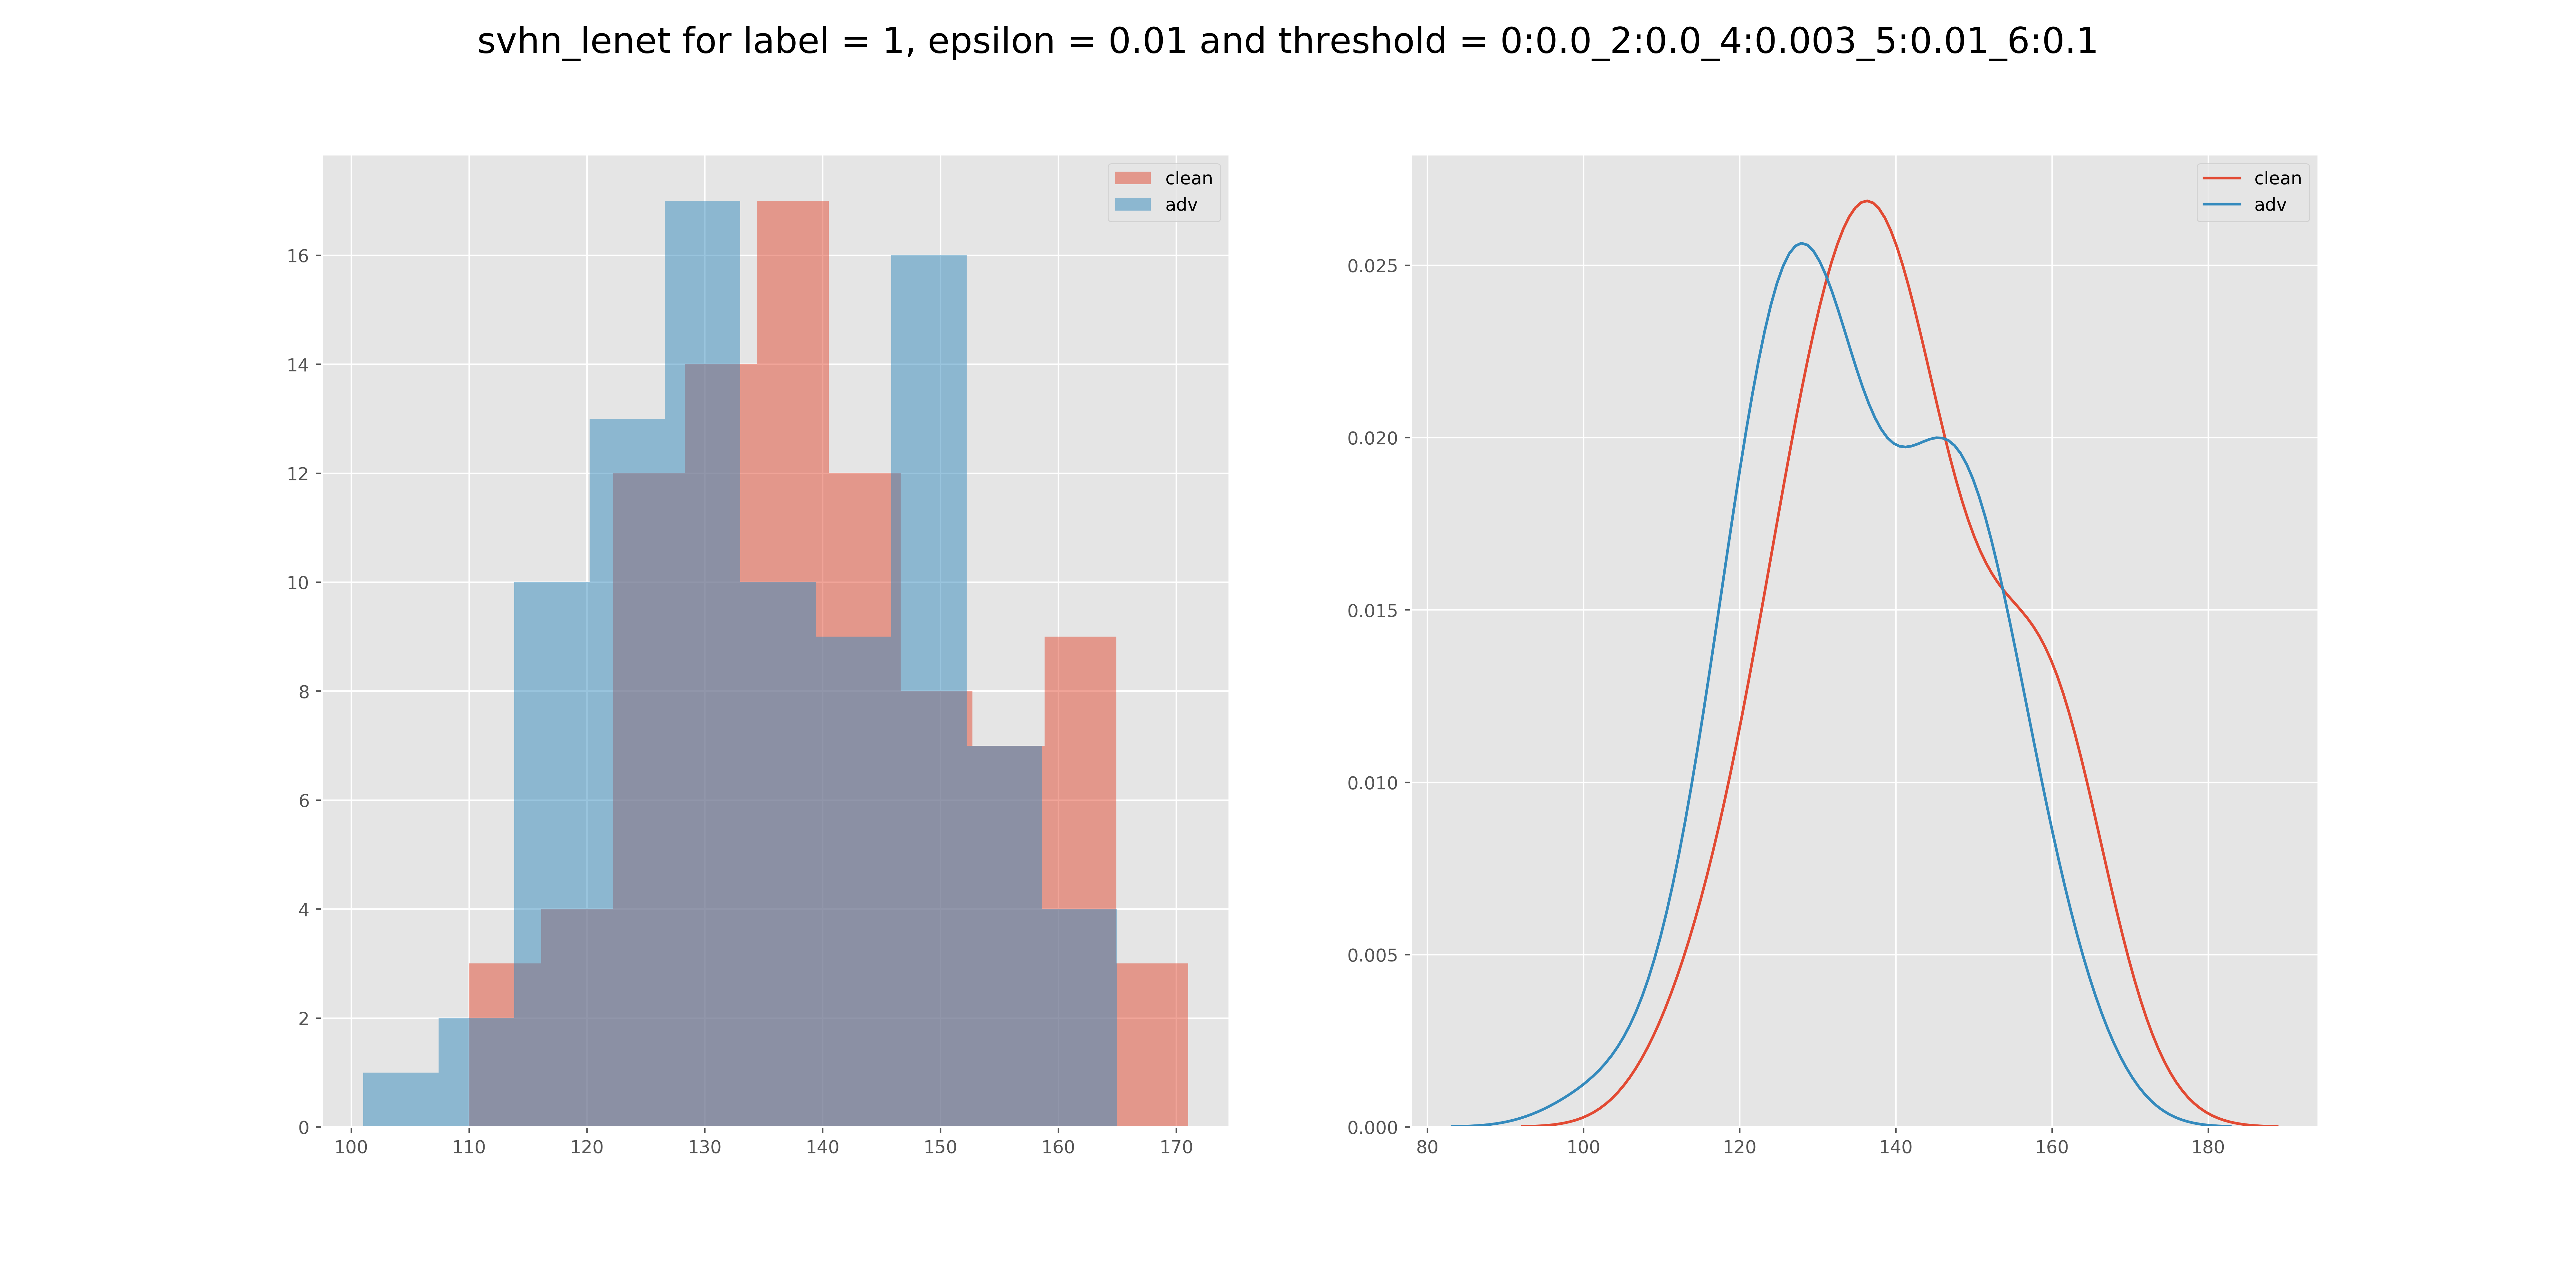 svhn_lenet for label = 1, epsilon = 0.01 and threshold = 0:0.0_2:0.0_4:0.003_5:0.01_6:0.1
clean
adv
16
14
12
10
8
6
4
2
0
100 110 120 130 140 150 160 170
clean
adv
0.025
0.020
0.015
0.010
0.005
0.000
80 100 120 140 160 180